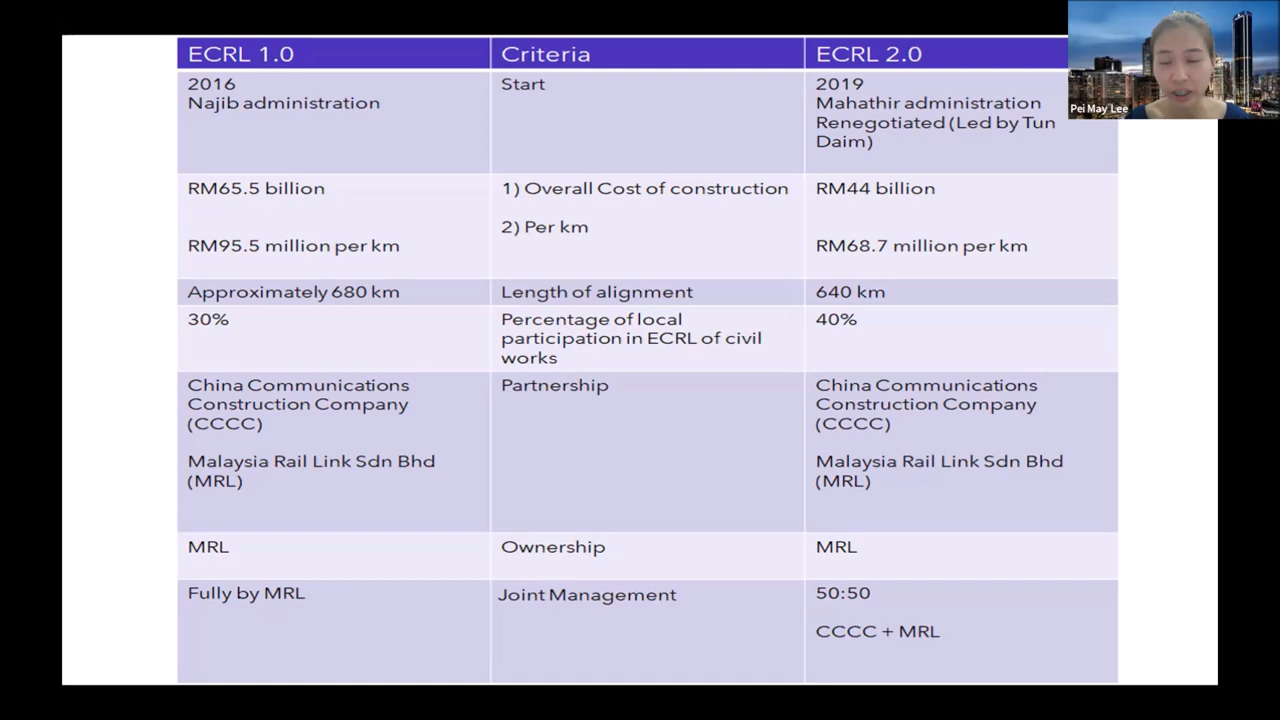 ECRL 1.0
Criteria
ECRL 2.0
2016
Najib administration
Start
2019
Mahathir administration
Renegotiated (Led by Tun
Daim)
RM65.5 billion
RM95.5 million per km
1) Overall Cost of construction
2) Per km
RM44 billion
RM68.7 million per km
Approximately 680 km
Length of alignment
640 km
30%
Percentage of local
participation in ECRL of civil
works
40%
China Communications
Construction Company
(CCCC)
Malaysia Rail Link Sdn Bhd
(MRL)
Partnership
China Communications
Construction Company
(CCCC)
Malaysia Rail Link Sdn Bhd
(MRL)
MRL
Ownership
MRL
Fully by MRL
Joint Management
50:50
CCCC + MRL
Pei May Lee